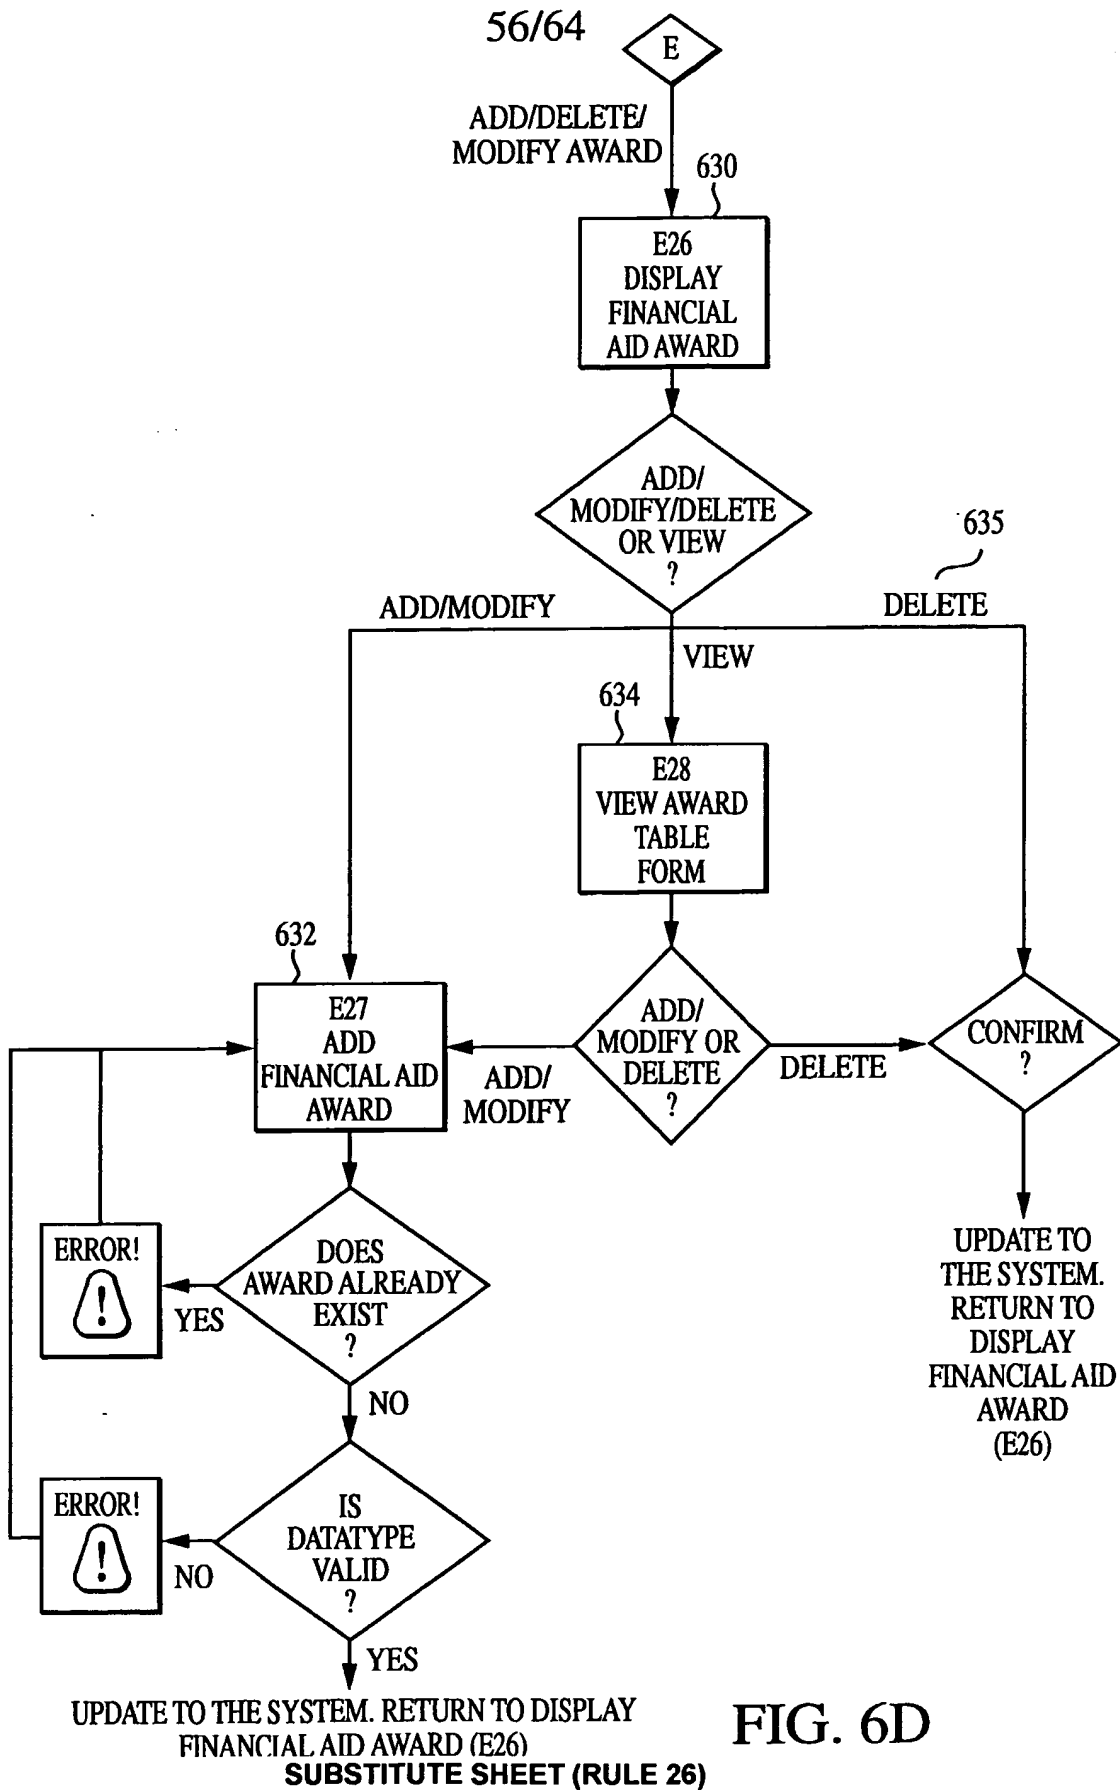 56/64
E
ADD/DELETE/
MODIFY AWARD
630
E26
DISPLAY
FINANCIAL
AID AWARD
ADD/
MODIFY/DELETE
OR VIEW
?
635
ADD/MODIFY
DELETE
VIEW
634
E28
VIEW AWARD
TABLE
FORM
632
E27
ADD
FINANCIAL AID
AWARD
ADD/
MODIFY
ADD/
MODIFY OR
DELETE
?
DELETE
CONFIRM
?
ERROR!
!
YES
DOES
AWARD ALREADY
EXIST
?
NO
UPDATE TO
THE SYSTEM.
RETURN TO
DISPLAY
FINANCIAL AID
AWARD
(E26)
ERROR!
!
NO
IS
DATATYPE
VALID
?
YES
UPDATE TO THE SYSTEM. RETURN TO DISPLAY
FINANCIAL AID AWARD (E26)
FIG. 6D
SUBSTITUTE SHEET (RULE 26)